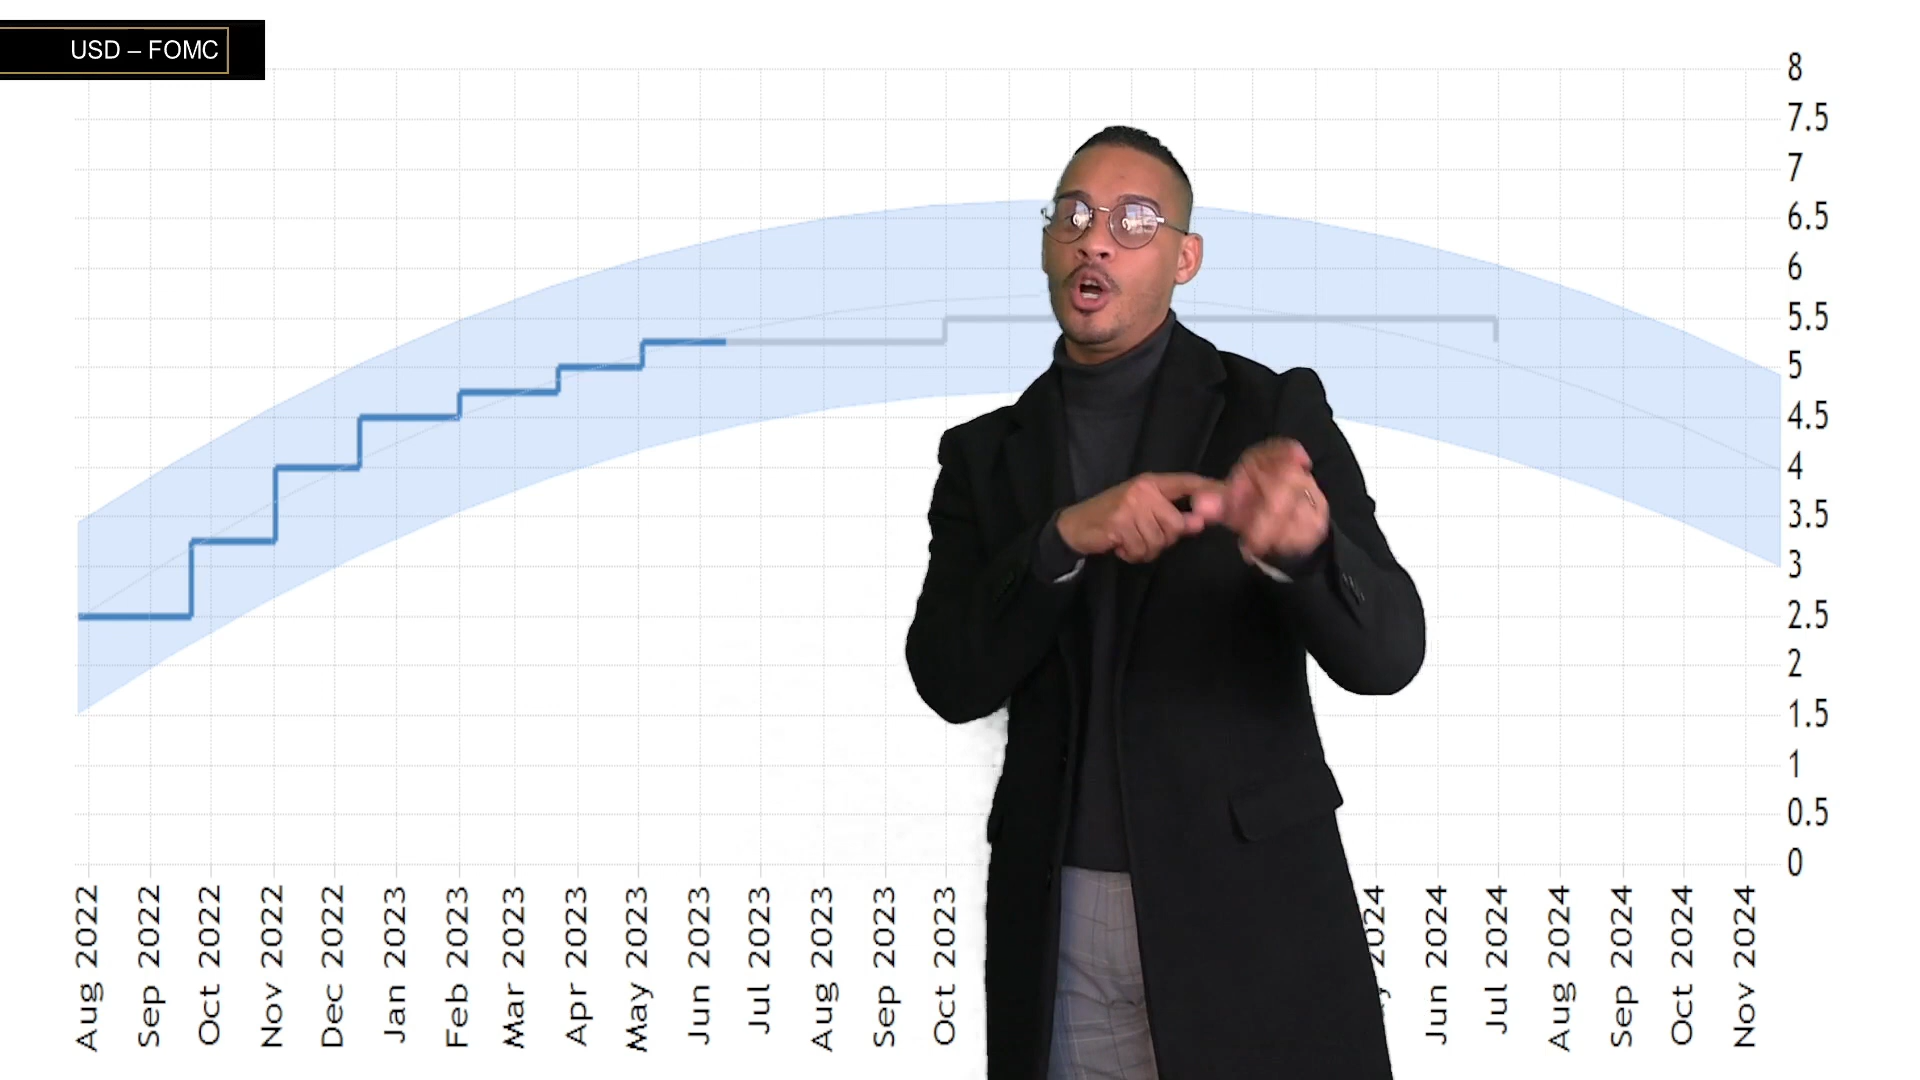 USD – FOMC
8
7.5
7
6.5
6
5.5
5
4.5
4
3.5
3
2.5
2
1.5
1
0.5
0
Aug 2022
Sep 2022
Oct 2022
Nov 2022
Dec 2022
Jan 2023
Feb 2023
Mar 2023
Apr 2023
May 2023
Jun 2023
Jul 2023
Aug 2023
Sep 2023
Oct 2023
2024
Jun 2024
Jul 2024
Aug 2024
Sep 2024
Oct 2024
Nov 2024